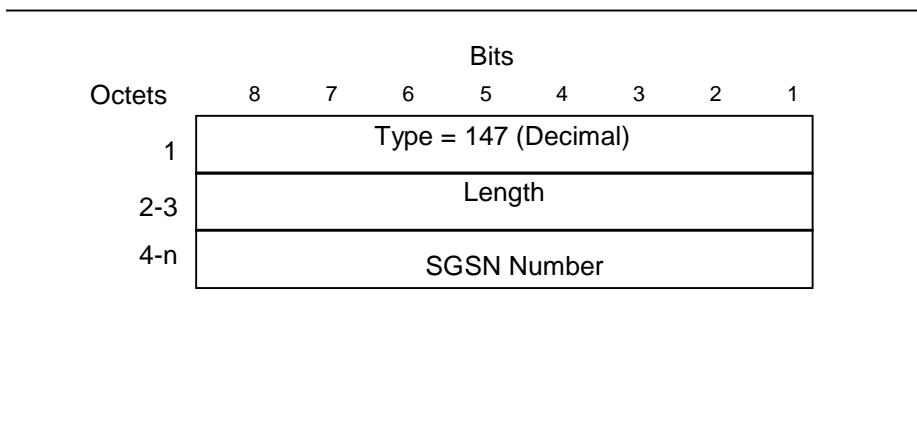 Bits
Octets 8 7 6 5 4 3 2 1
1 Type = 147 (Decimal)
2-3 Length
4-n SGSN Number